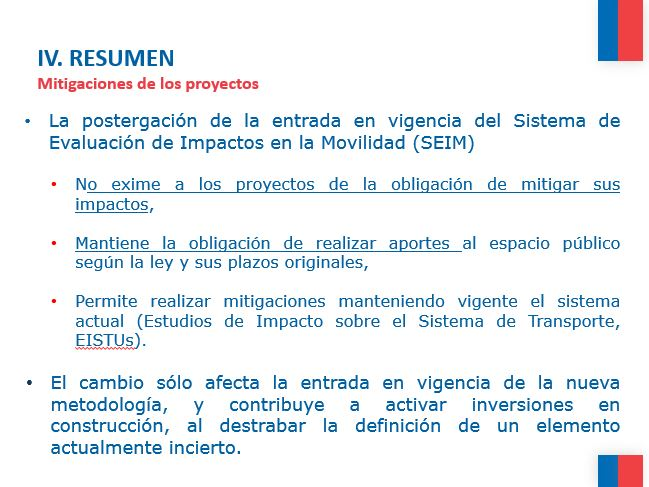 IV. RESUMEN
Mitigaciones de los proyectos
• La postergación de la entrada en vigencia del Sistema de
Evaluación de Impactos en la Movilidad (SEIM)
• No exime a los proyectos de la obligación de mitigar sus
impactos,
• Mantiene la obligación de realizar aportes al espacio público
según la ley y sus plazos originales,
• Permite realizar mitigaciones manteniendo vigente el sistema
actual (Estudios de Impacto sobre el Sistema de Transporte,
EISTUs).
• El cambio sólo afecta la entrada en vigencia de la nueva
metodología, y contribuye a activar inversiones en
construcción, al destrabar la definición de un elemento
actualmente incierto.